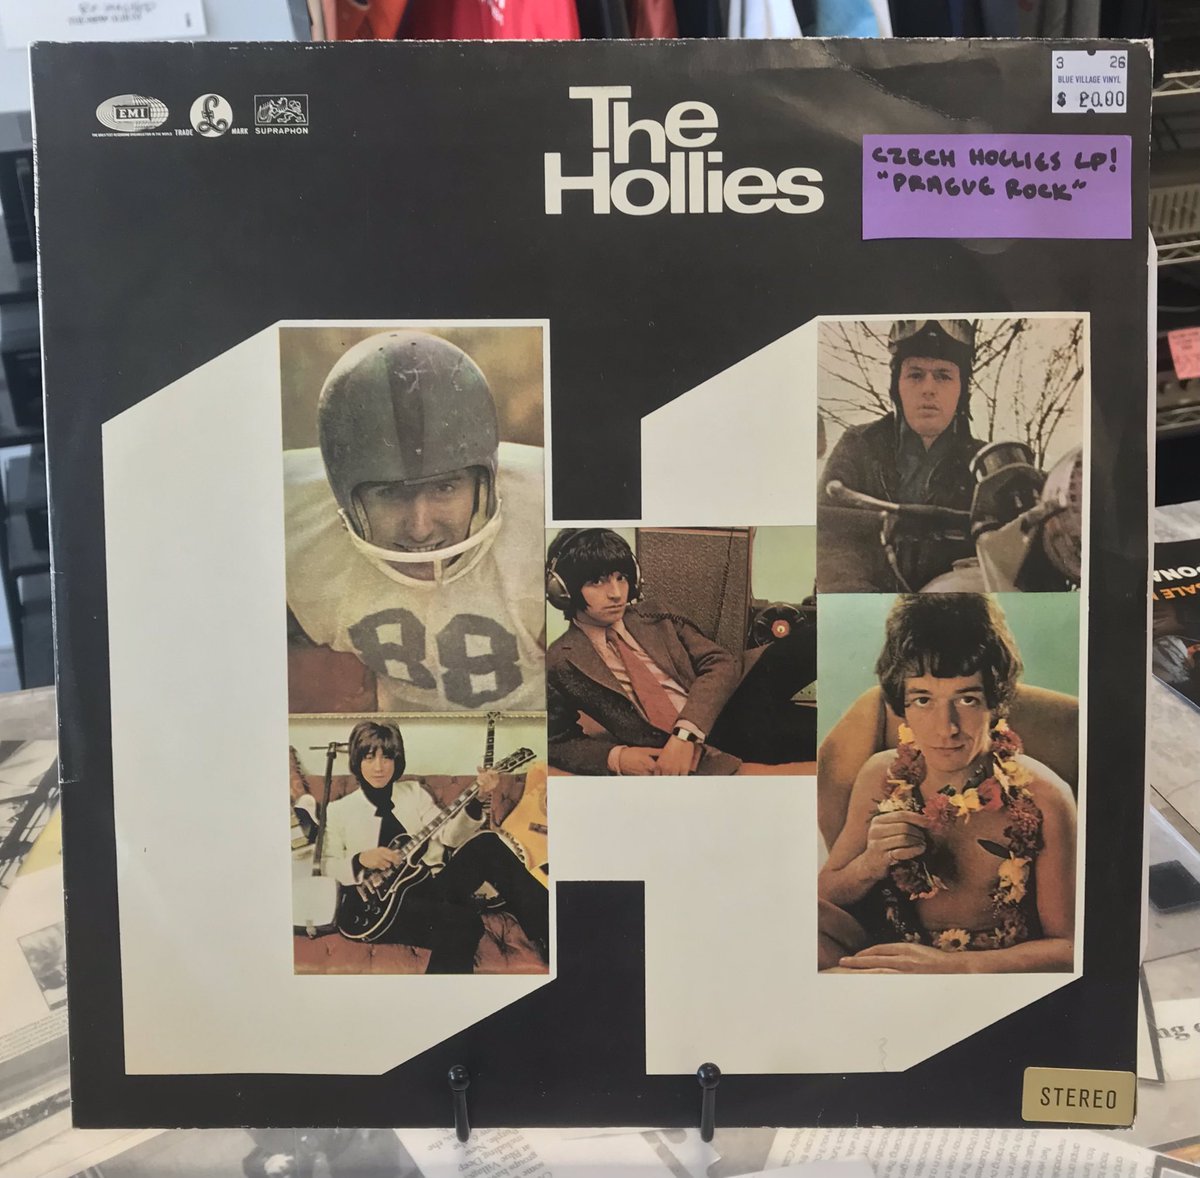 EMI
TRADE
£
MARK
SUPRAPHON
The
Hollies
3 26
BLUE VILLAGE VINYL
$ 20.00
CZECH HOLLIES LP!
"PRAGUE ROCK"
88
STEREO